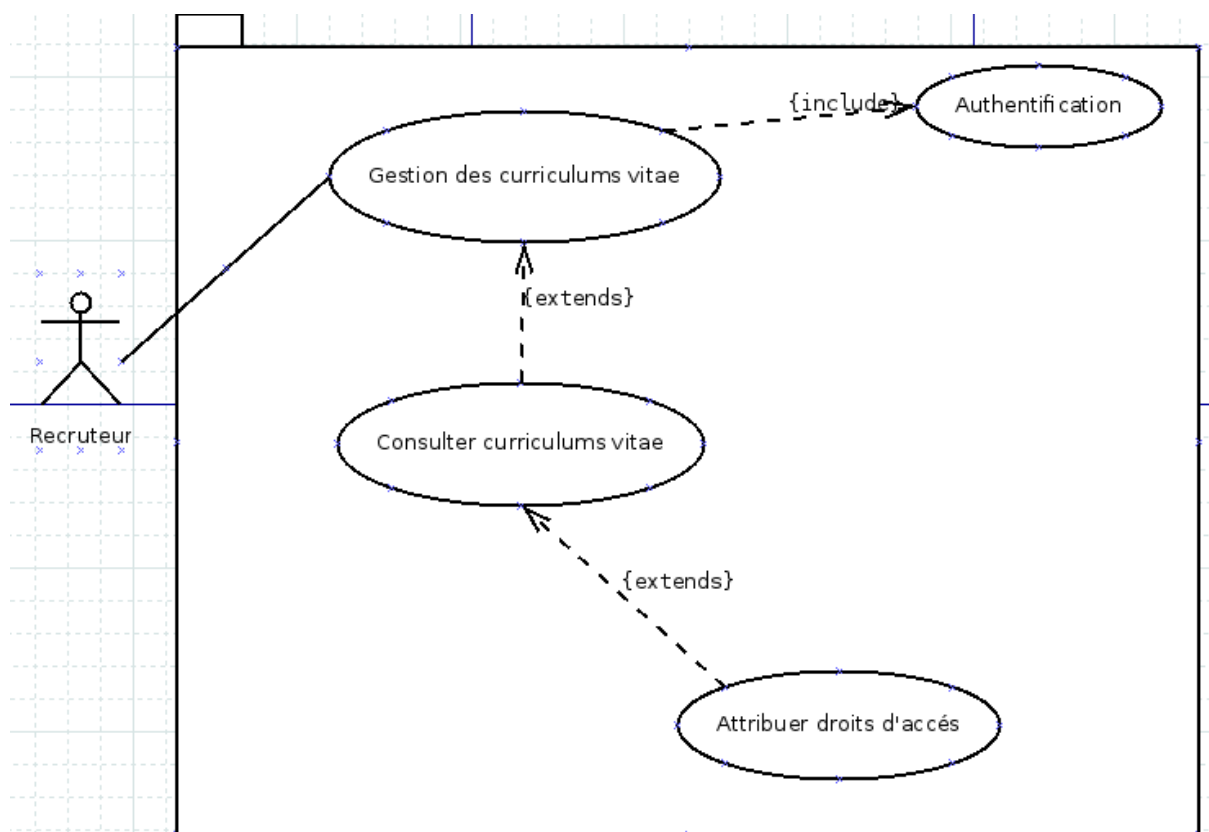 {include}
Authentification
Gestion des curriculums vitae
{extends}
Recruteur
Consulter curriculums vitae
{extends}
Attribuer droits d'accés